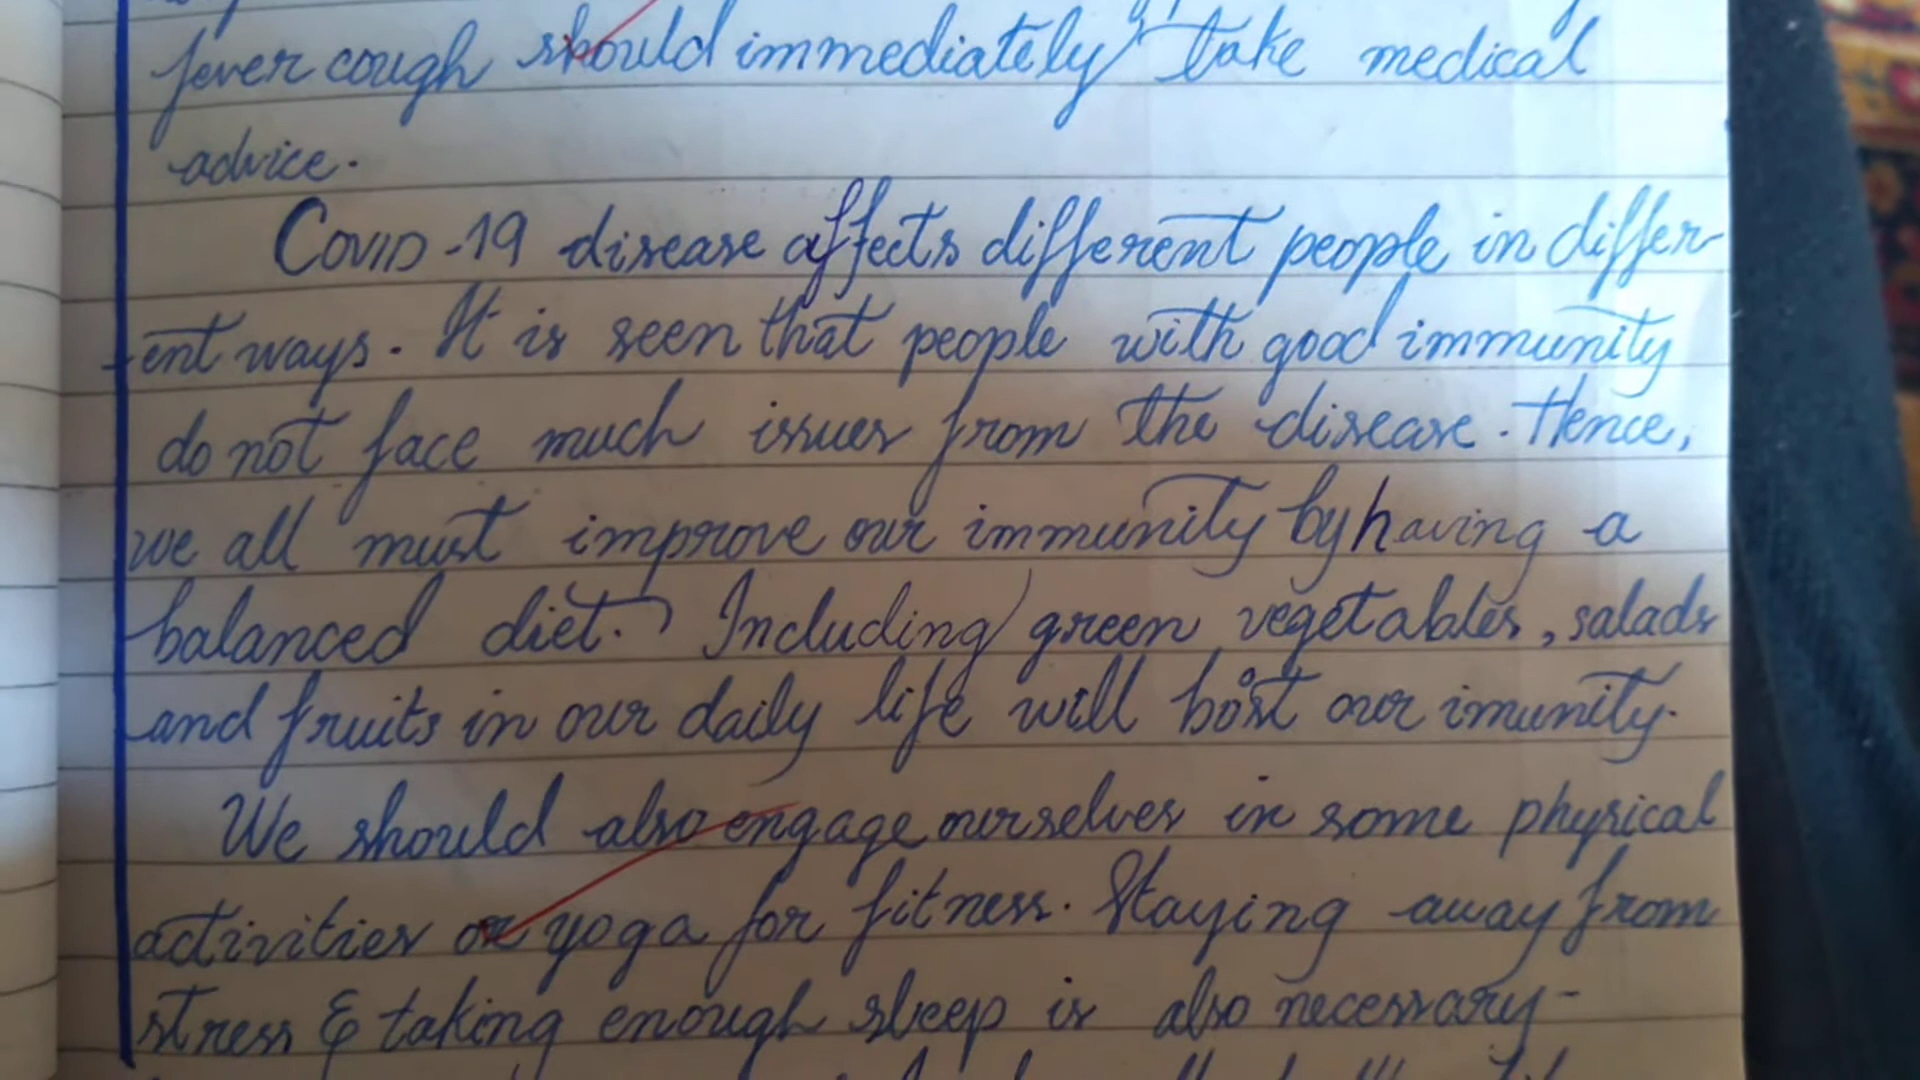 fever cough should immediately take medical
advice.
Covid-19 disease affects different people in differ-
ent ways. It is seen that people with good immunity
do not face much issues from the disease. Hence,
we all must improve our immunity by having a
balanced diet. Including green vegetables, salads
and fruits in our daily life will bost our imunity.
We should also engage ourselves in some physical
activities or yoga for fitness. Staying away from
stress & taking enough sleep is also necessary-